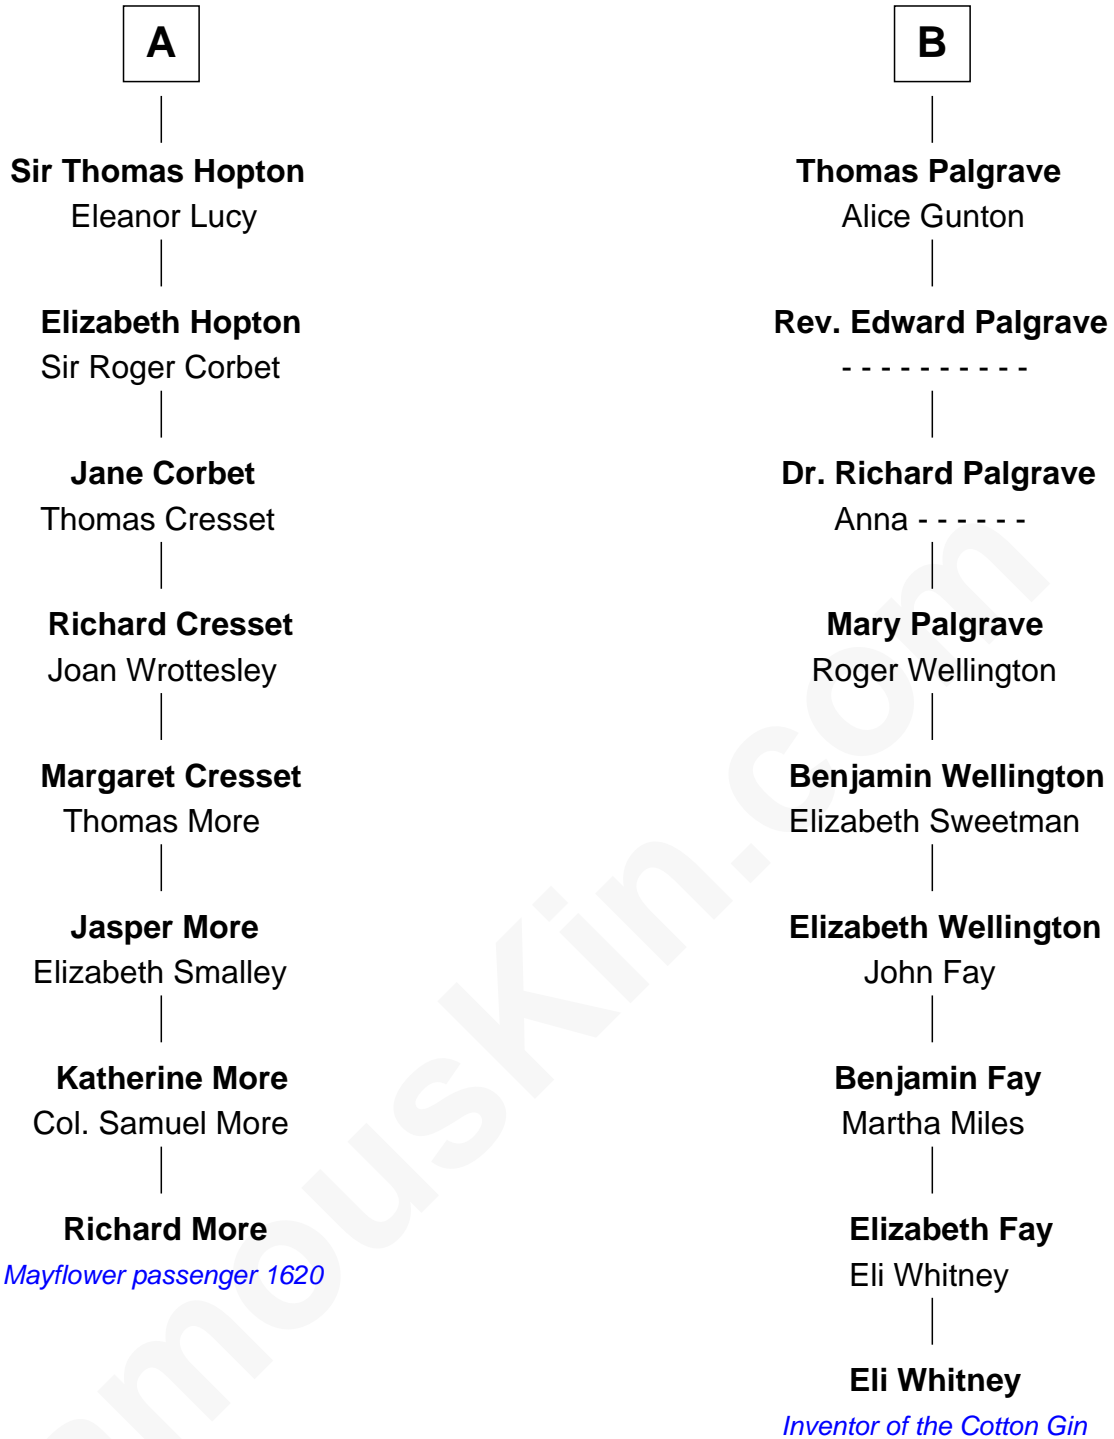 A
Sir Thomas Hopton
Eleanor Lucy
Elizabeth Hopton
Sir Roger Corbet
Jane Corbet
Thomas Cresset
Richard Cresset
Joan Wrottesley
Margaret Cresset
Thomas More
Jasper More
Elizabeth Smalley
Katherine More
Col. Samuel More
Richard More
Mayflower passenger 1620
B
Thomas Palgrave
Alice Gunton
Rev. Edward Palgrave
- - - - - - - - - -
Dr. Richard Palgrave
Anna - - - - - -
Mary Palgrave
Roger Wellington
Benjamin Wellington
Elizabeth Sweetman
Elizabeth Wellington
John Fay
Benjamin Fay
Martha Miles
Elizabeth Fay
Eli Whitney
Eli Whitney
Inventor of the Cotton Gin
amouskin.com